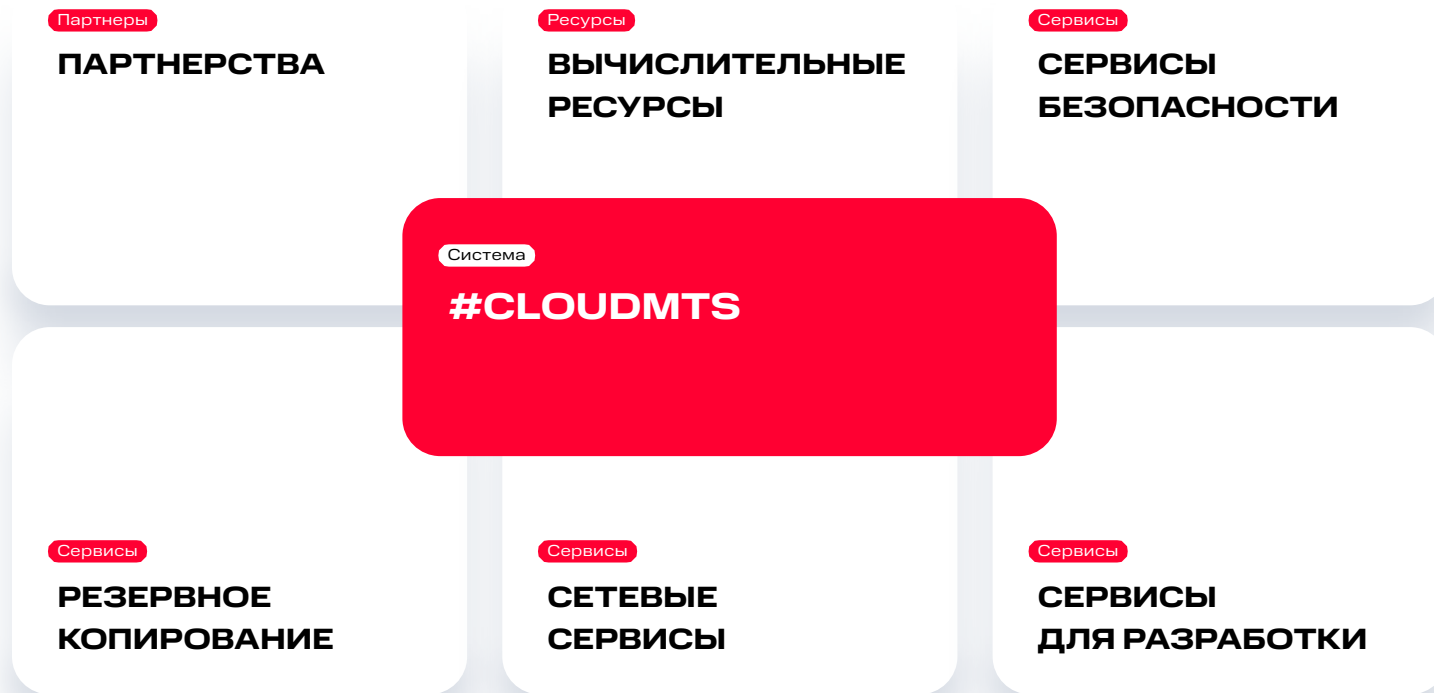 Партнеры
ПАРТНЕРСТВА
Ресурсы
ВЫЧИСЛИТЕЛЬНЫЕ
РЕСУРСЫ
Сервисы
СЕРВИСЫ
БЕЗОПАСНОСТИ
Система
#CLOUDMTS
Сервисы
РЕЗЕРВНОЕ
КОПИРОВАНИЕ
Сервисы
СЕТЕВЫЕ
СЕРВИСЫ
Сервисы
СЕРВИСЫ
ДЛЯ РАЗРАБОТКИ